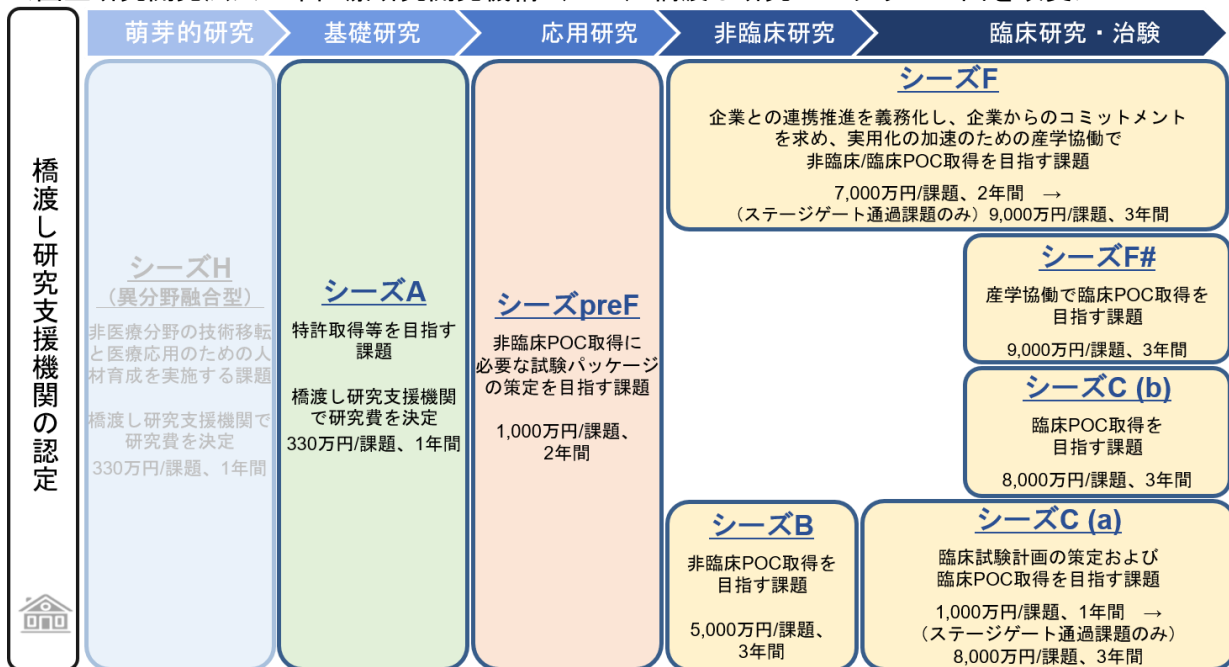 萌芽的研究
基礎研究
応用研究
非臨床研究
臨床研究・治験
橋渡し研究支援機関の認定
シーズH
(異分野融合型)
非医療分野の技術移転
と医療応用のための人
材育成を実施する課題
橋渡し研究支援機関で
研究費を決定
330万円/課題、1年間
シーズA
特許取得等を目指す
課題
橋渡し研究支援機関
で研究費を決定
330万円/課題、1年間
シーズpreF
非臨床POC取得に
必要な試験パッケージ
の策定を目指す課題
1,000万円/課題、
2年間
シーズF
企業との連携推進を義務化し、企業からのコミットメント
を求め、実用化の加速のための産学協働で
非臨床/臨床POC取得を目指す課題
7,000万円/課題、2年間 →
（ステージゲート通過課題のみ）9,000万円/課題、3年間
シーズF#
産学協働で臨床POC取得を
目指す課題
9,000万円/課題、3年間
シーズC (b)
臨床POC取得を
目指す課題
8,000万円/課題、3年間
シーズB
非臨床POC取得を
目指す課題
5,000万円/課題、
3年間
シーズC (a)
臨床試験計画の策定および
臨床POC取得を目指す課題
1,000万円/課題、1年間 →
（ステージゲート通過課題のみ）
8,000万円/課題、3年間